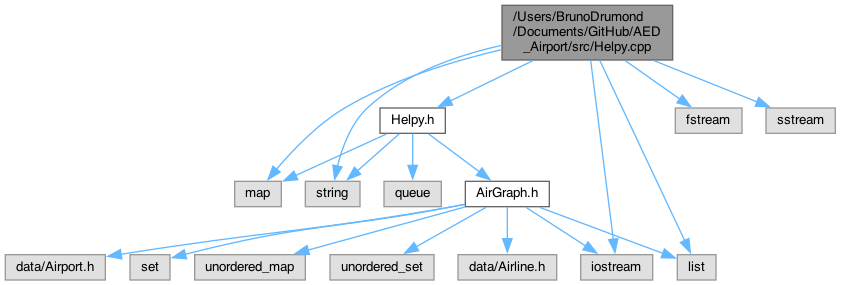 /Users/BrunoDrumond
/Documents/GitHub/AED
_Airport/src/Helpy.cpp
Helpy.h
fstream
sstream
map
string
queue
AirGraph.h
data/Airport.h
set
unordered_map
unordered_set
data/Airline.h
iostream
list